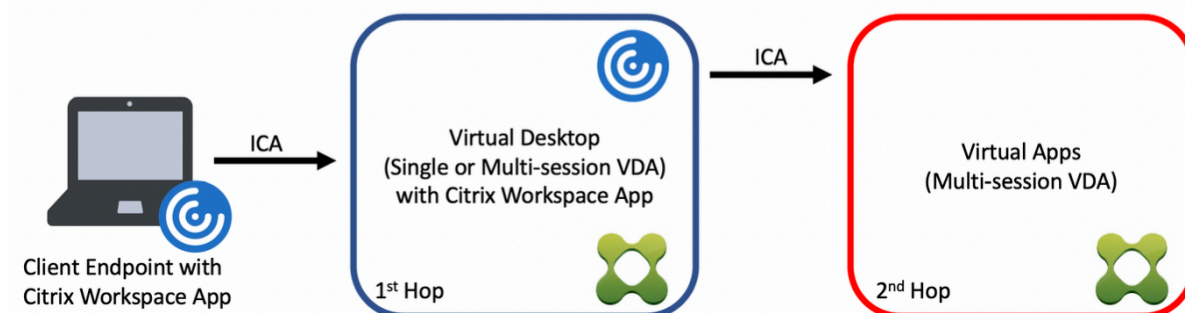 Client Endpoint with
Citrix Workspace App
ICA
Virtual Desktop
(Single or Multi-session VDA)
with Citrix Workspace App
1st Hop
ICA
Virtual Apps
(Multi-session VDA)
2nd Hop